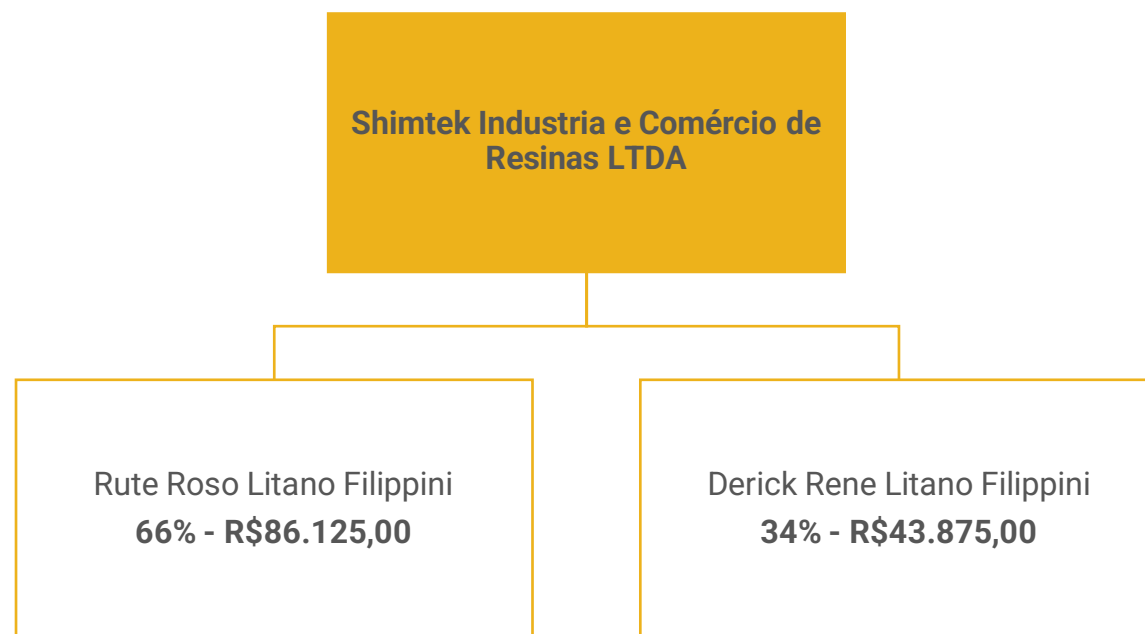 Shimtek Industria e Comércio de
Resinas LTDA
Rute Roso Litano Filippini
66% - R$86.125,00
Derick Rene Litano Filippini
34% - R$43.875,00